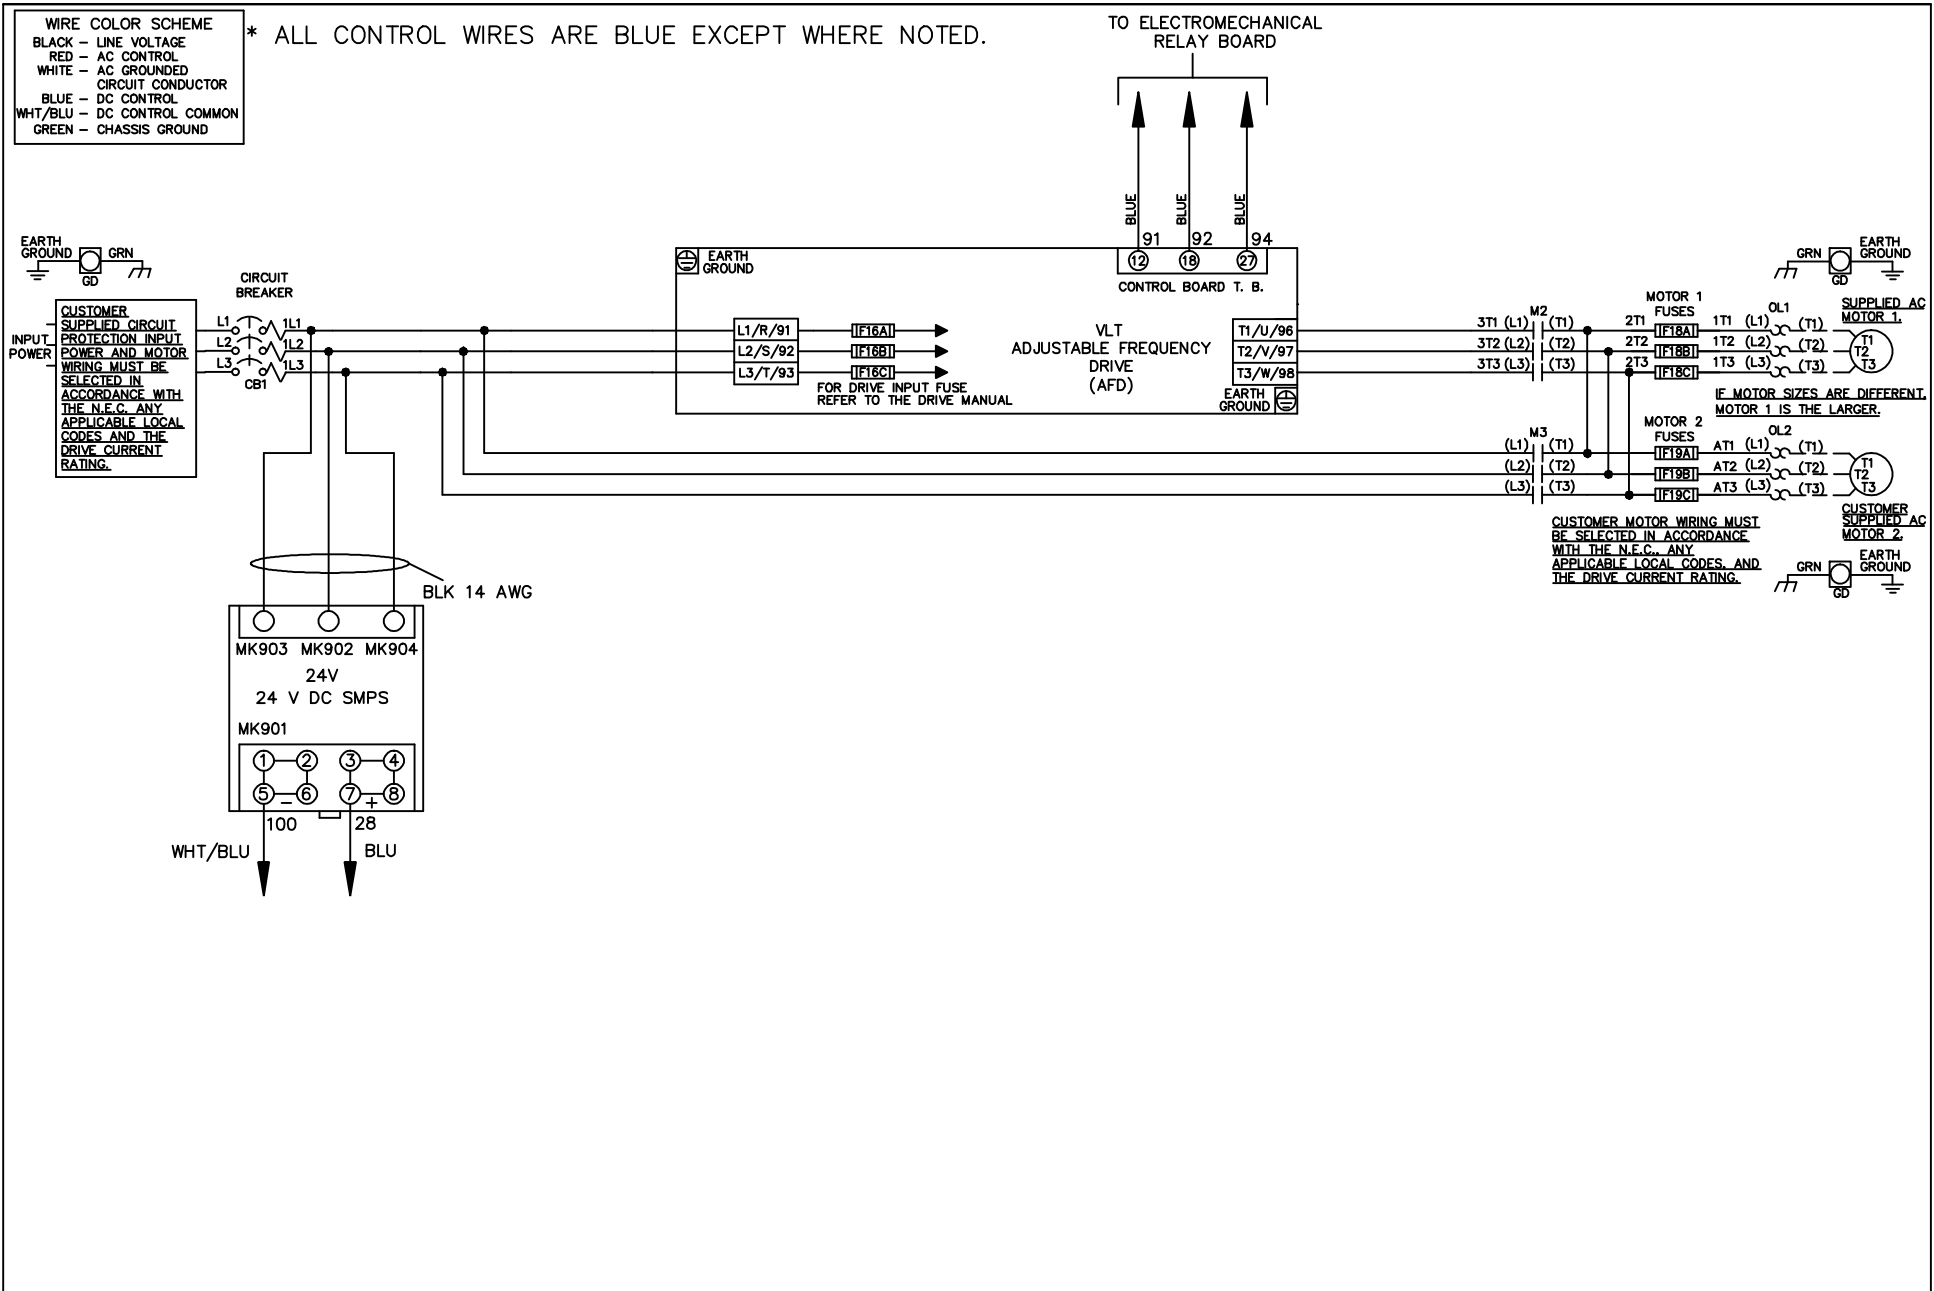 WIRE COLOR SCHEME
BLACK – LINE VOLTAGE
RED – AC CONTROL
WHITE – AC GROUNDED
CIRCUIT CONDUCTOR
BLUE – DC CONTROL
WHT/BLU – DC CONTROL COMMON
GREEN – CHASSIS GROUND
* ALL CONTROL WIRES ARE BLUE EXCEPT WHERE NOTED.
TO ELECTROMECHANICAL
RELAY BOARD
BLUE
BLUE
BLUE
91
92
94
12
18
27
CONTROL BOARD T. B.
EARTH
GROUND
GRN
GD
INPUT
POWER
CUSTOMER
SUPPLIED CIRCUIT
PROTECTION INPUT
POWER AND MOTOR
WIRING MUST BE
SELECTED IN
ACCORDANCE WITH
THE N.E.C. ANY
APPLICABLE LOCAL
CODES AND THE
DRIVE CURRENT
RATING.
CIRCUIT
BREAKER
L1
1L1
L2
1L2
L3
1L3
CB1
EARTH
GROUND
L1/R/91
L2/S/92
L3/T/93
F16A
F16B
F16C
FOR DRIVE INPUT FUSE
REFER TO THE DRIVE MANUAL
VLT
ADJUSTABLE FREQUENCY
DRIVE
(AFD)
T1/U/96
T2/V/97
T3/W/98
EARTH
GROUND
M2
3T1 (L1) (T1)
3T2 (L2) (T2)
3T3 (L3) (T3)
MOTOR 1
FUSES
2T1 F18A 1T1 (L1) (T1)
2T2 F18B 1T2 (L2) (T2)
2T3 F18C 1T3 (L3) (T3)
OL1
T1
T2
T3
GRN
GD
EARTH
GROUND
SUPPLIED AC
MOTOR 1.
IF MOTOR SIZES ARE DIFFERENT,
MOTOR 1 IS THE LARGER.
M3
(L1) (T1)
(L2) (T2)
(L3) (T3)
MOTOR 2
FUSES
F19A AT1 (L1) (T1)
F19B AT2 (L2) (T2)
F19C AT3 (L3) (T3)
OL2
T1
T2
T3
CUSTOMER
SUPPLIED AC
MOTOR 2.
CUSTOMER MOTOR WIRING MUST
BE SELECTED IN ACCORDANCE
WITH THE N.E.C., ANY
APPLICABLE LOCAL CODES, AND
THE DRIVE CURRENT RATING.
GRN
GD
EARTH
GROUND
BLK 14 AWG
MK903 MK902 MK904
24V
24 V DC SMPS
MK901
1 2 3 4
5 – 6 7 + 8
100
28
WHT/BLU
BLU